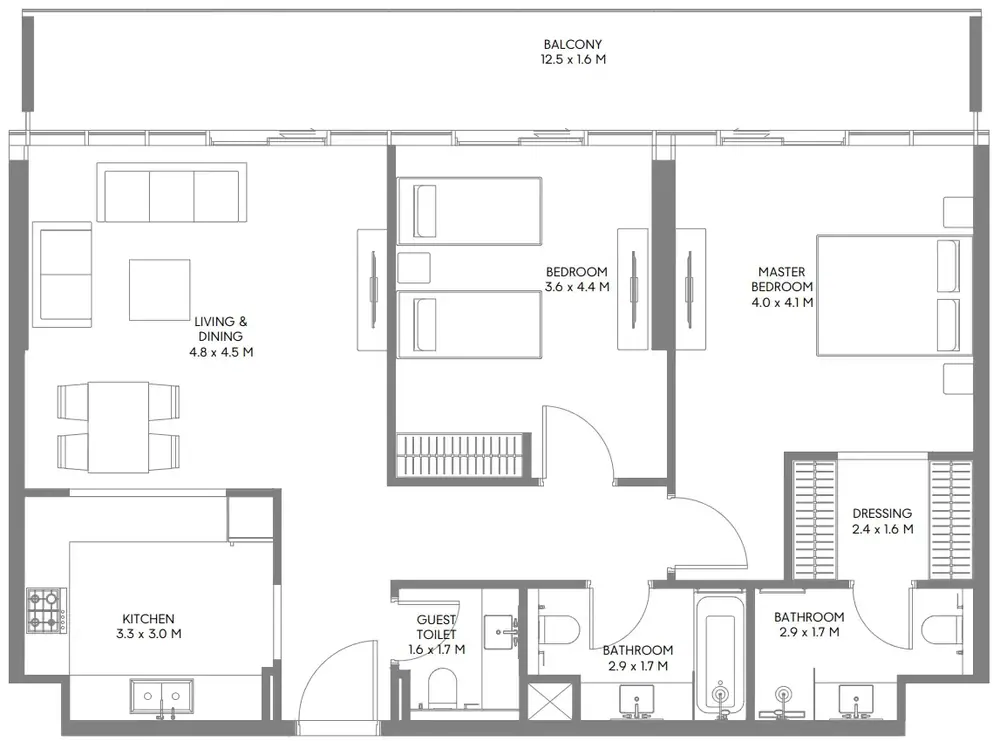 BALCONY
12.5 x 1.6 M
LIVING &
DINING
4.8 x 4.5 M
BEDROOM
3.6 x 4.4 M
MASTER
BEDROOM
4.0 x 4.1 M
DRESSING
2.4 x 1.6 M
KITCHEN
3.3 x 3.0 M
GUEST
TOILET
1.6 x 1.7 M
BATHROOM
2.9 x 1.7 M
BATHROOM
2.9 x 1.7 M